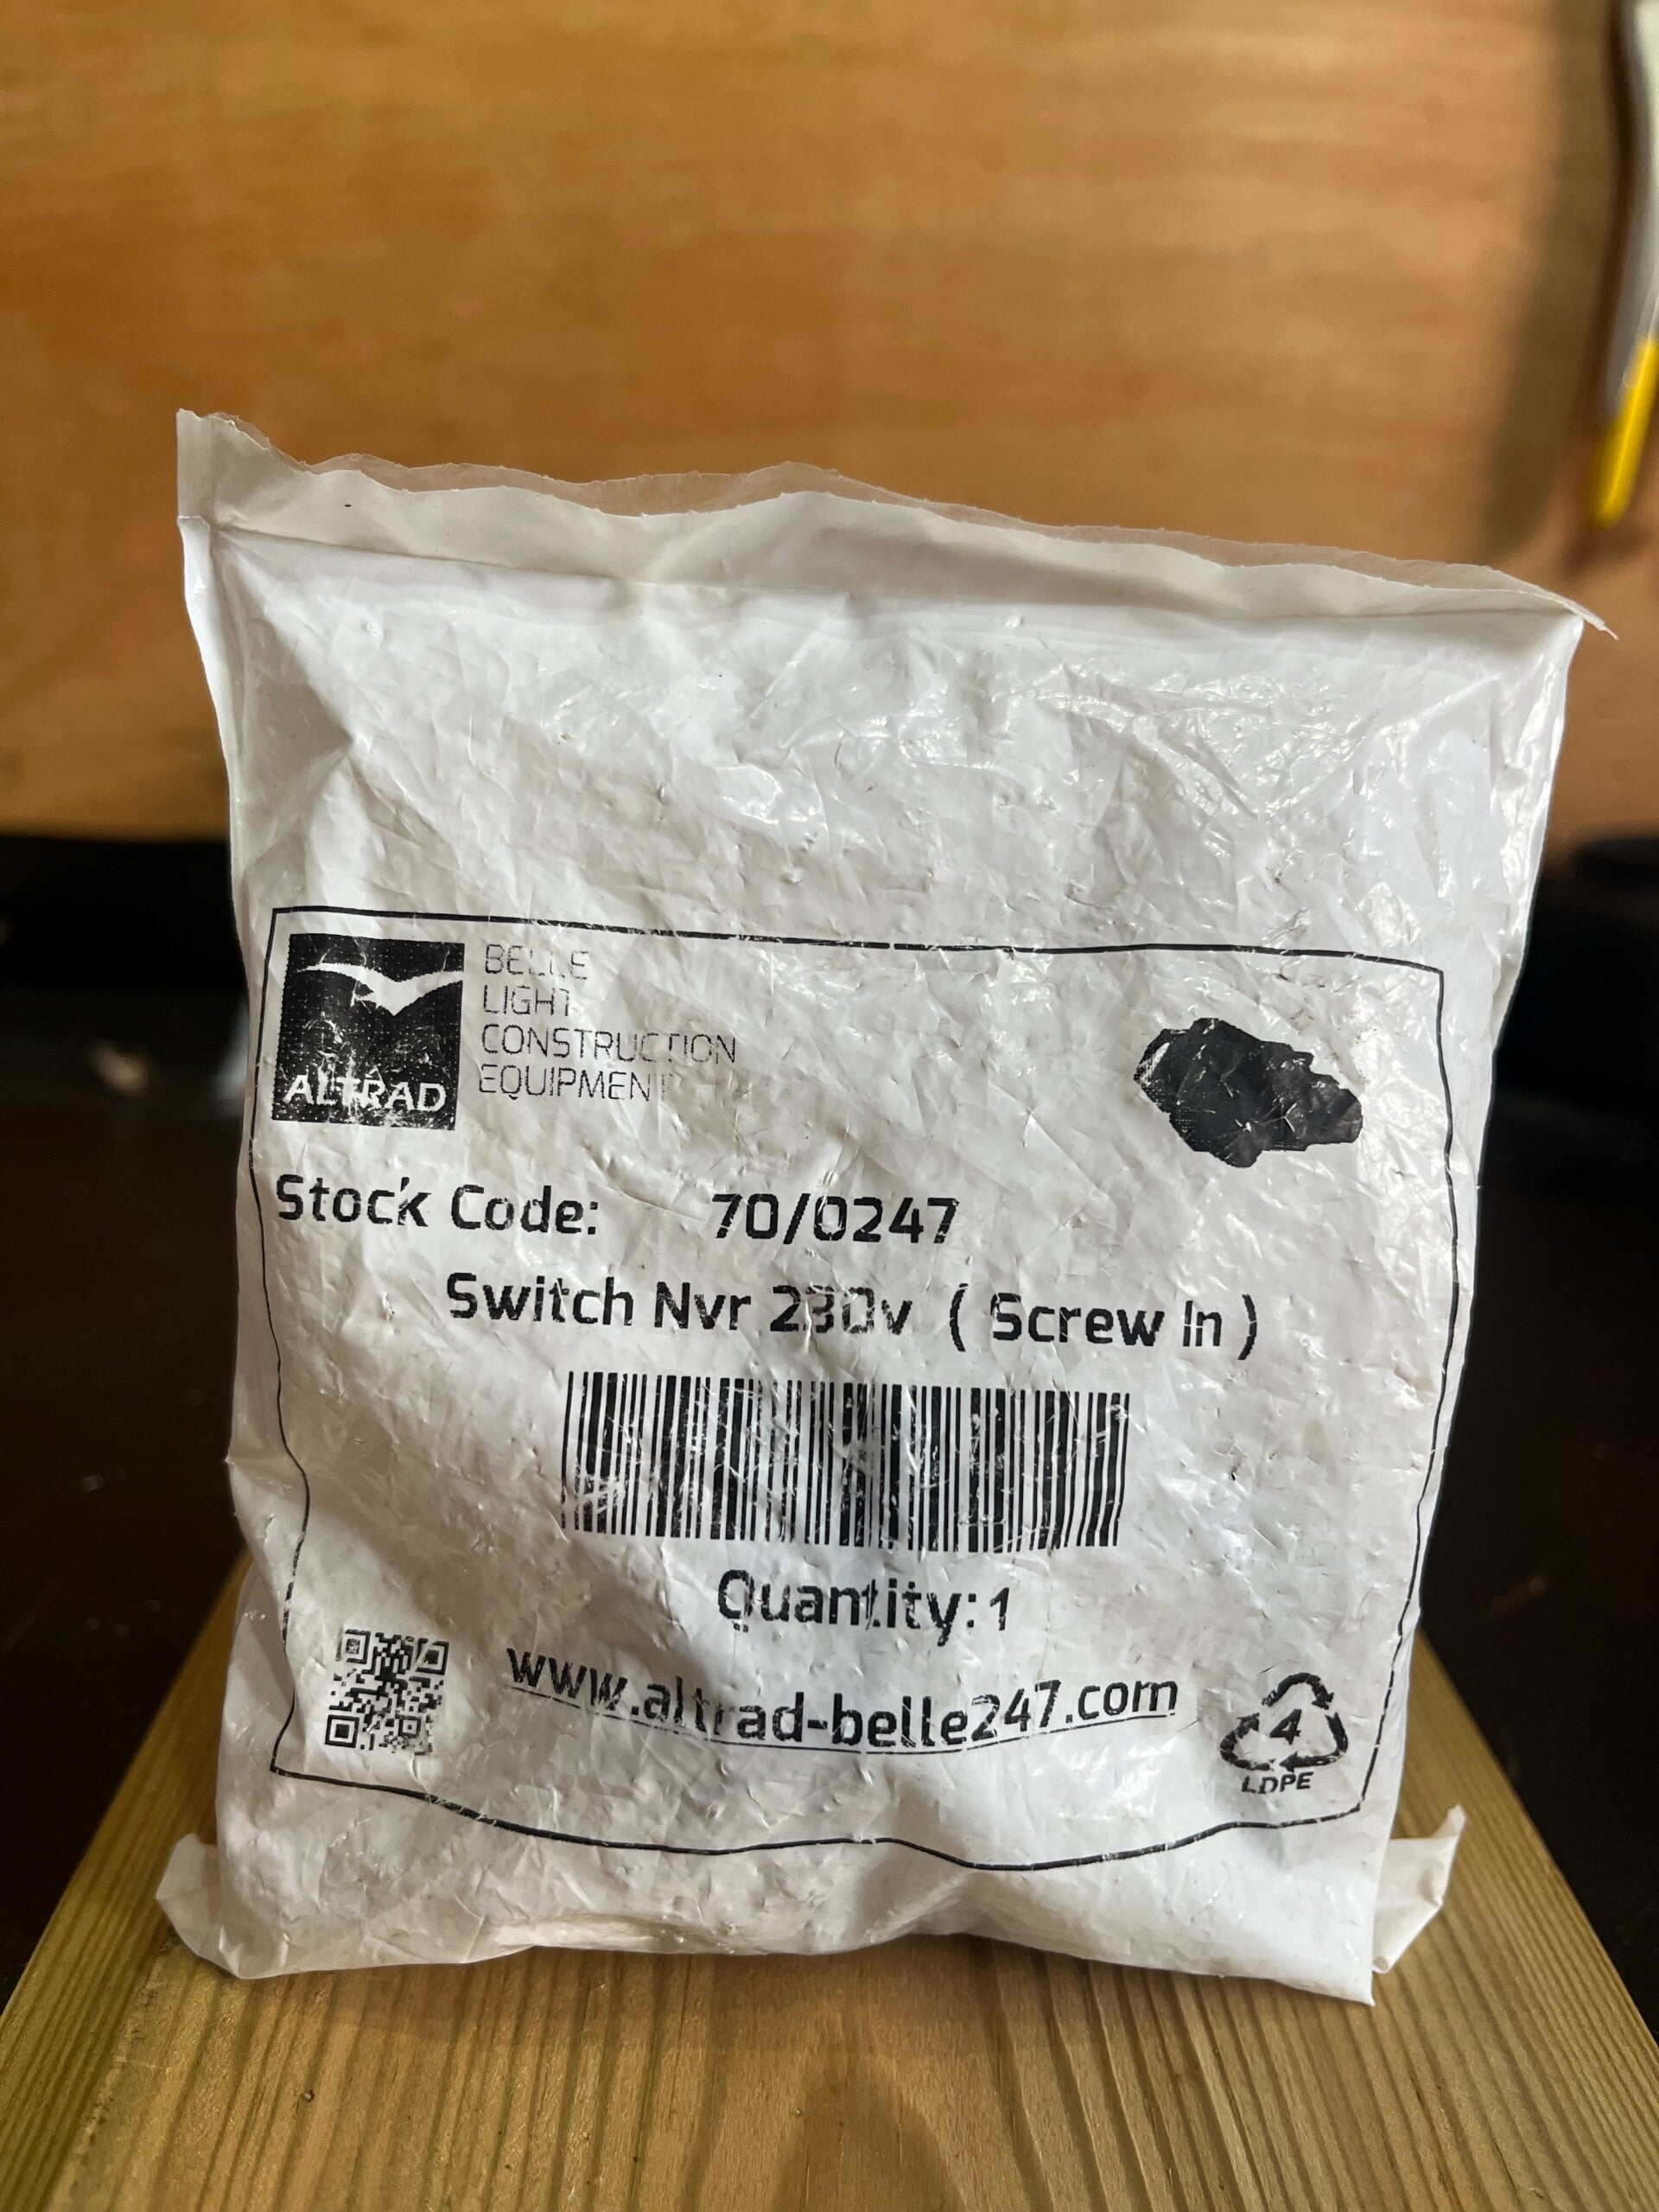 ALTRAD
BELLE
LIGHT
CONSTRUCTION
EQUIPMENT
Stock Code: 70/0247
Switch Nvr 230v ( Screw In )
Quantity: 1
www.altrad-belle247.com
4
LDPE